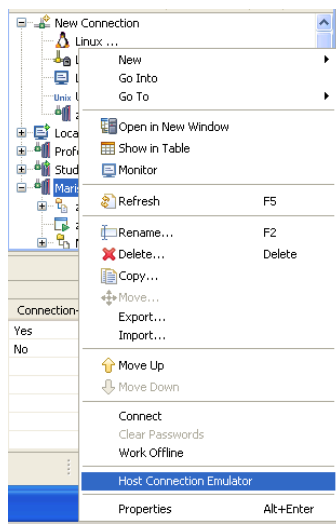 New Connection
Linux ...
New
Go Into
Unix
Go To
Open in New Window
Loca
Prof
Show in Table
Stud
Monitor
Maris
Refresh F5
Rename... F2
Delete... Delete
Copy...
Move...
Connection-
Export...
Yes
Import...
No
Move Up
Move Down
Connect
Clear Passwords
Work Offline
Host Connection Emulator
Properties Alt+Enter